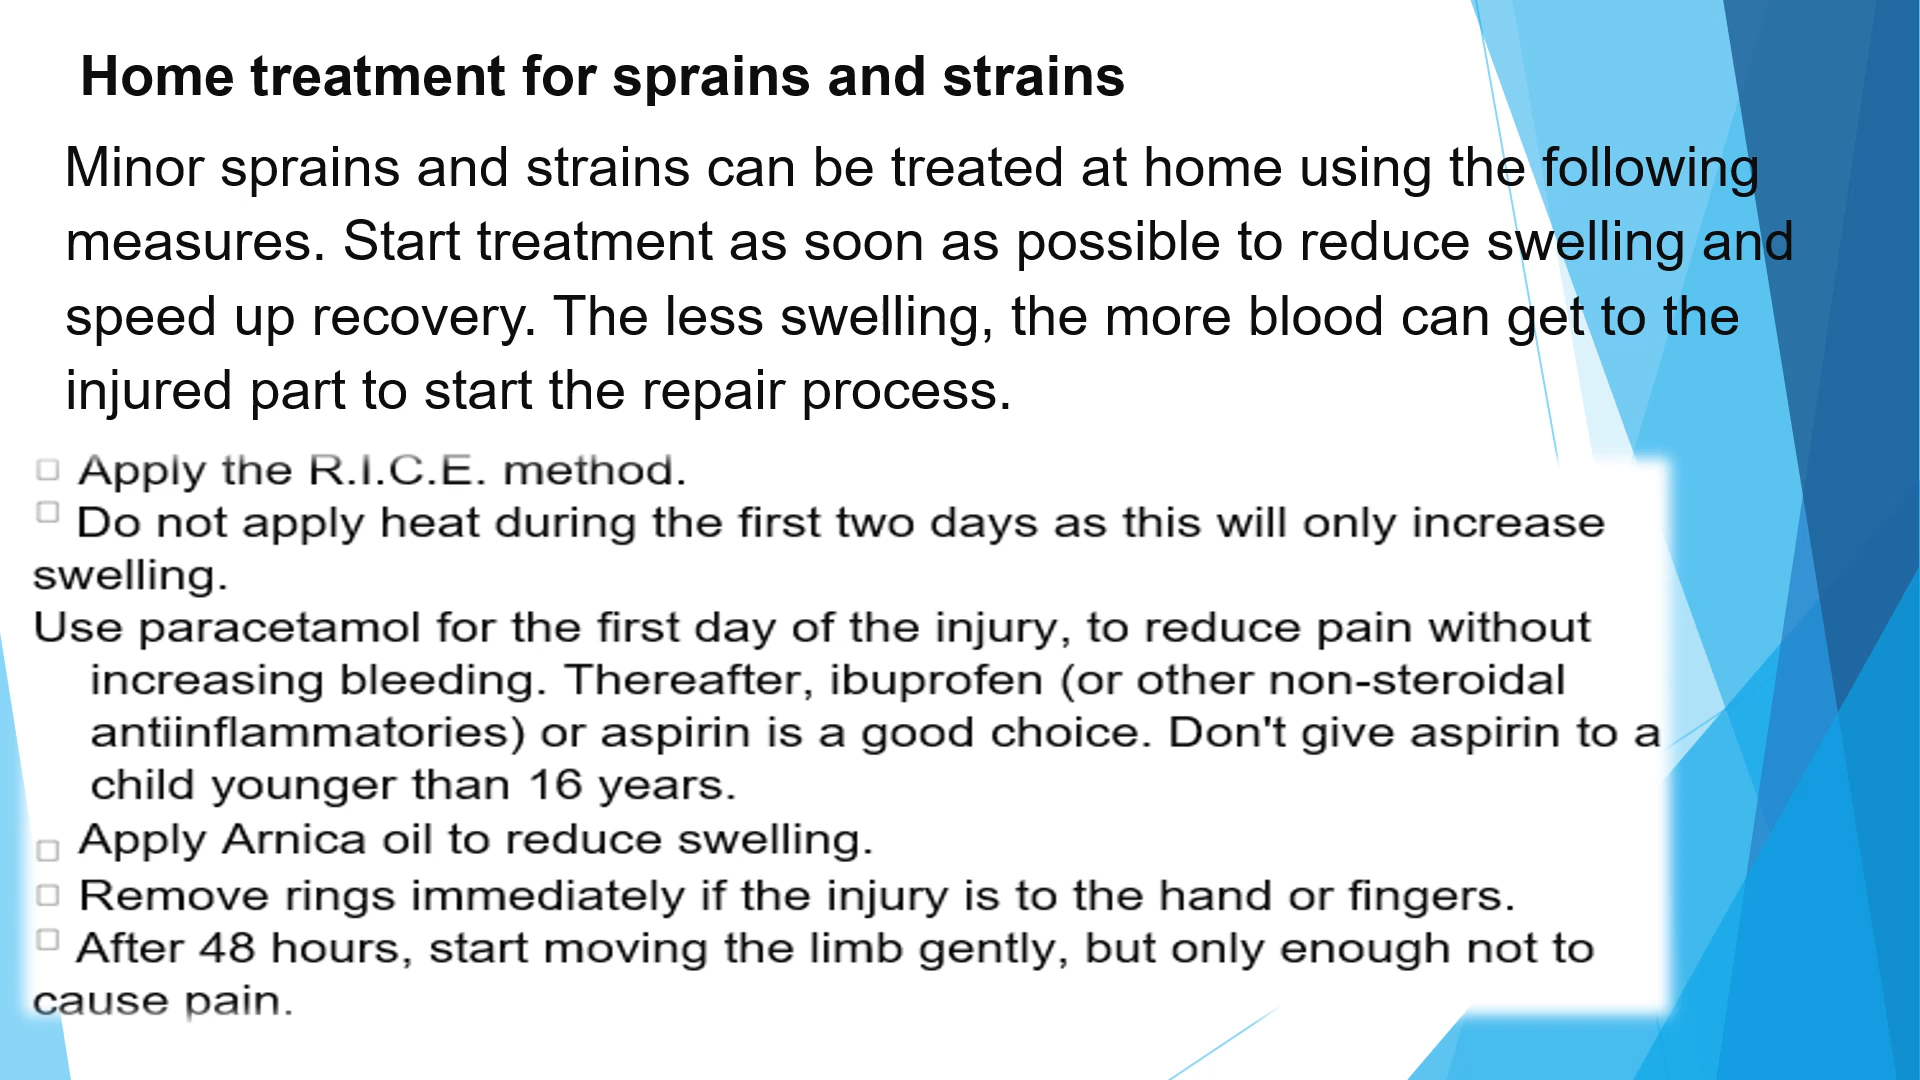 Home treatment for sprains and strains
Minor sprains and strains can be treated at home using the following
measures. Start treatment as soon as possible to reduce swelling and
speed up recovery. The less swelling, the more blood can get to the
injured part to start the repair process.
Apply the R.I.C.E. method.
Do not apply heat during the first two days as this will only increase
swelling.
Use paracetamol for the first day of the injury, to reduce pain without
increasing bleeding. Thereafter, ibuprofen (or other non-steroidal
antiinflammatories) or aspirin is a good choice. Don't give aspirin to a
child younger than 16 years.
Apply Arnica oil to reduce swelling.
Remove rings immediately if the injury is to the hand or fingers.
After 48 hours, start moving the limb gently, but only enough not to
cause pain.